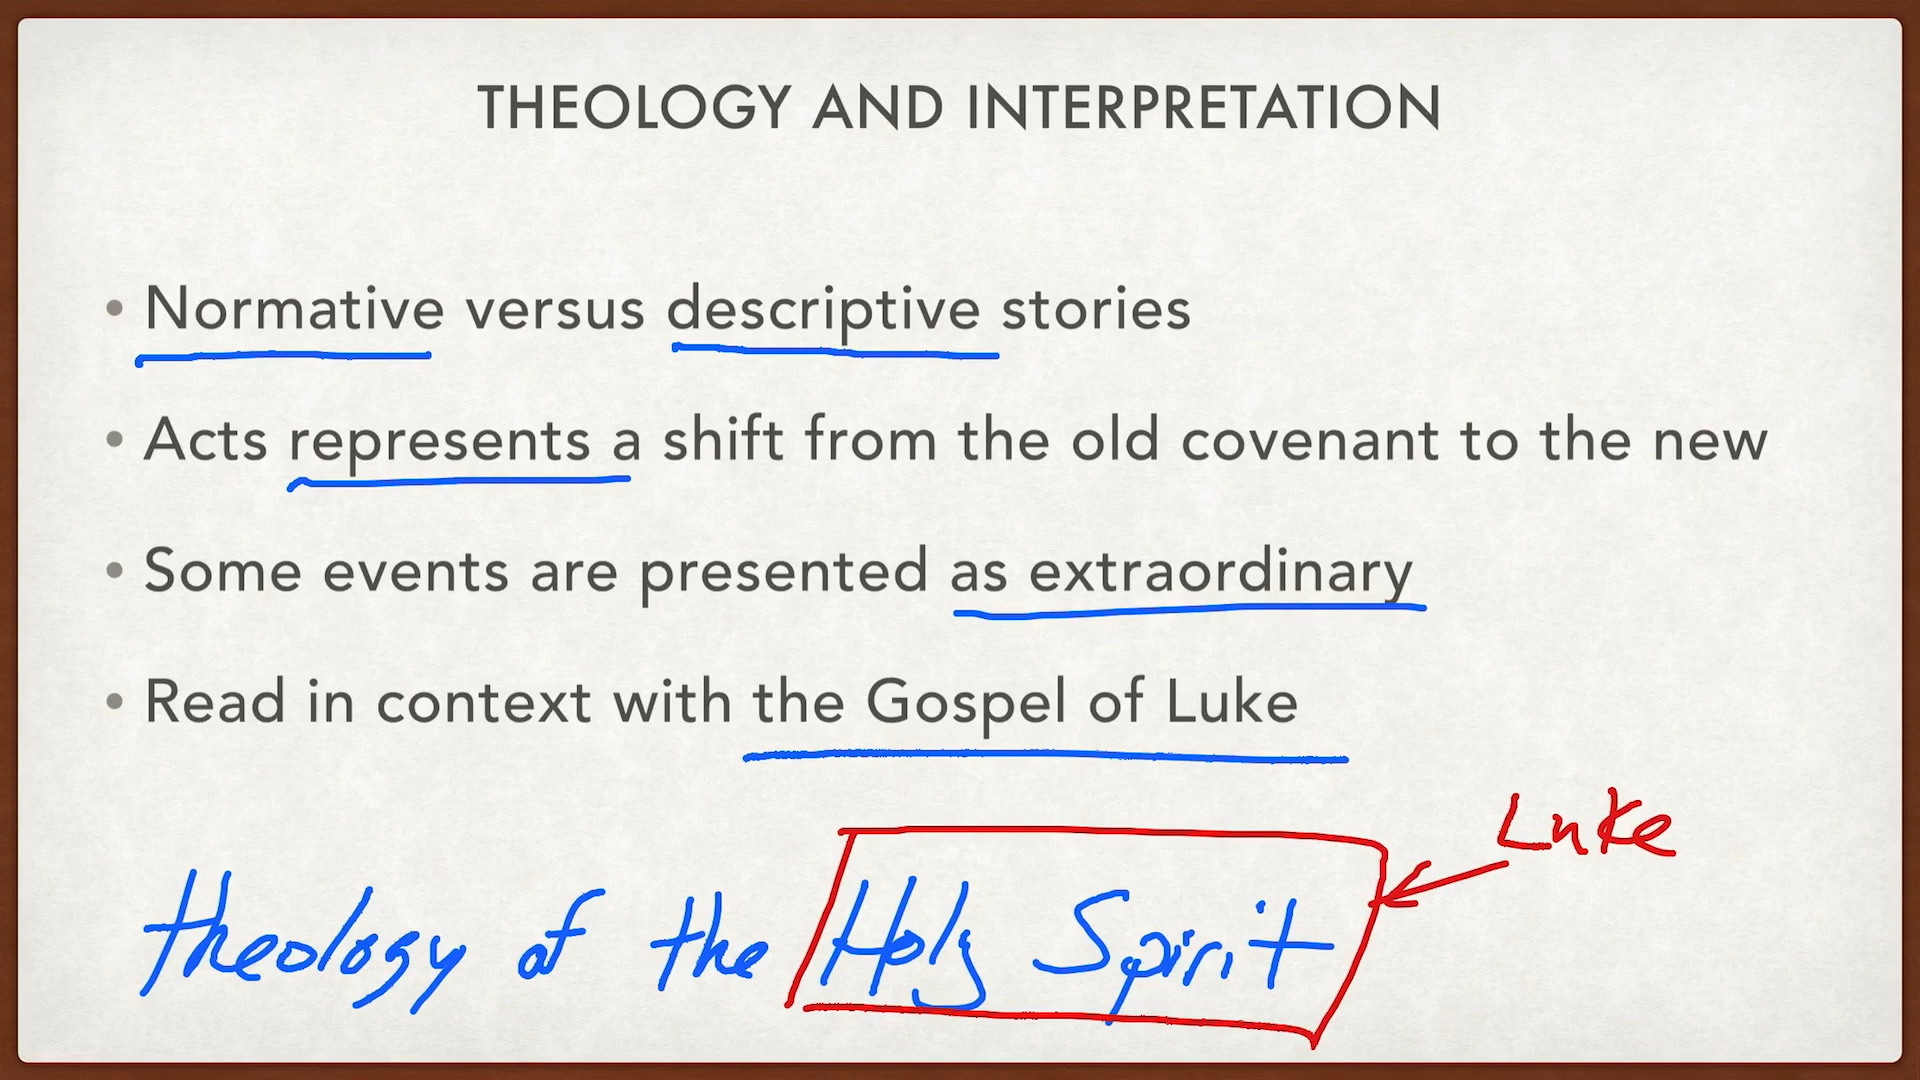 THEOLOGY AND INTERPRETATION
• Normative versus descriptive stories
• Acts represents a shift from the old covenant to the new
• Some events are presented as extraordinary
• Read in context with the Gospel of Luke
Luke
theology of the Holy Spirit